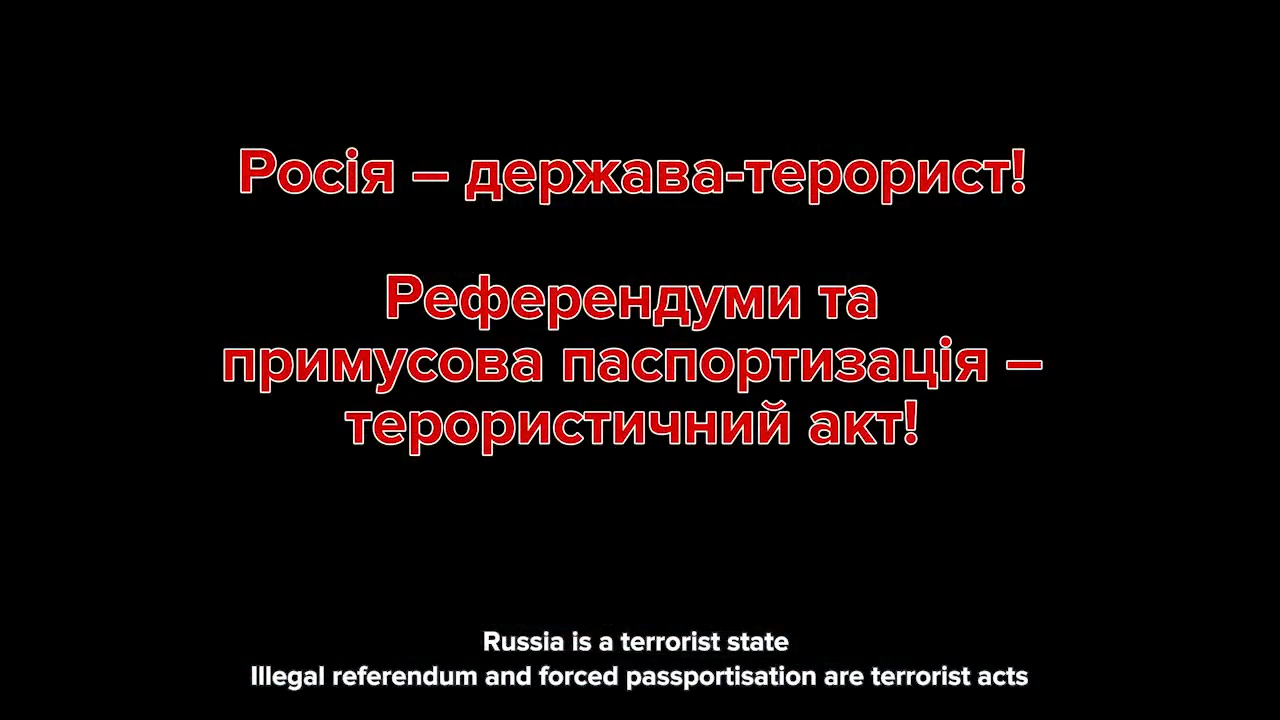 Росія – держава-терорист!
Референдуми та
примусова паспортизація –
терористичний акт!
Russia is a terrorist state
Illegal referendum and forced passportisation are terrorist acts